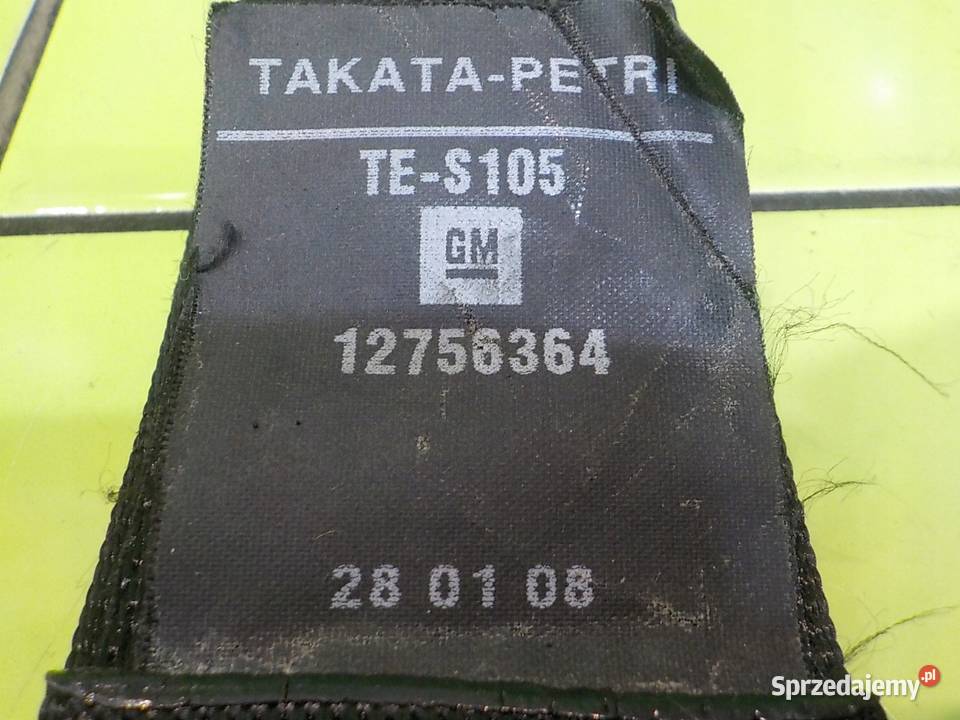 TAKATA-PETRI
TE-S105
GM
12756364
28 01 08
Sprzedajemy.pl